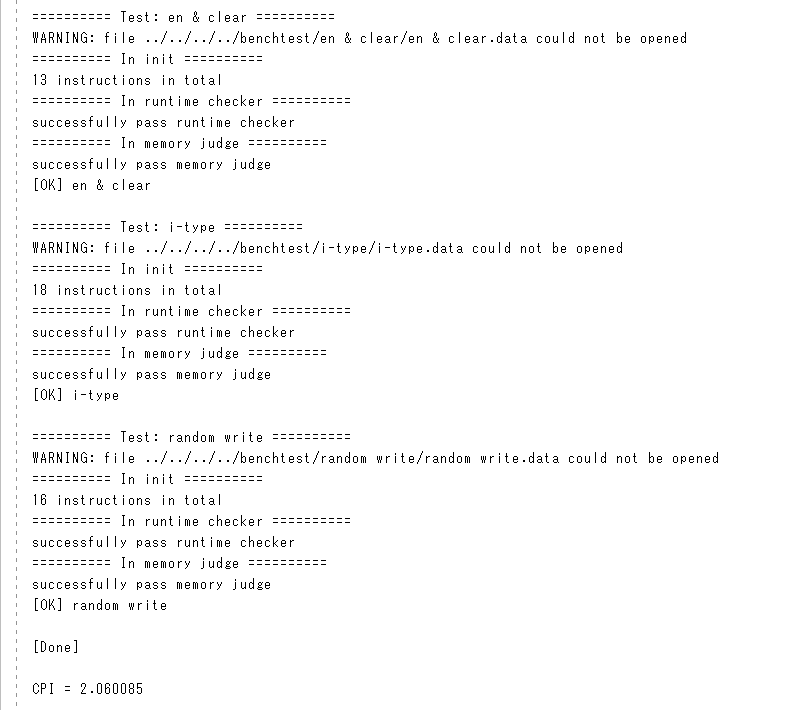 ========== Test: en & clear ==========
WARNING: file ../../../../benchtest/en & clear/en & clear.data could not be opened
========== In init ==========
13 instructions in total
========== In runtime checker ==========
successfully pass runtime checker
========== In memory judge ==========
successfully pass memory judge
[OK] en & clear
========== Test: i-type ==========
WARNING: file ../../../../benchtest/i-type/i-type.data could not be opened
========== In init ==========
18 instructions in total
========== In runtime checker ==========
successfully pass runtime checker
========== In memory judge ==========
successfully pass memory judge
[OK] i-type
========== Test: random write ==========
WARNING: file ../../../../benchtest/random write/random write.data could not be opened
========== In init ==========
16 instructions in total
========== In runtime checker ==========
successfully pass runtime checker
========== In memory judge ==========
successfully pass memory judge
[OK] random write
[Done]
CPI = 2.060085